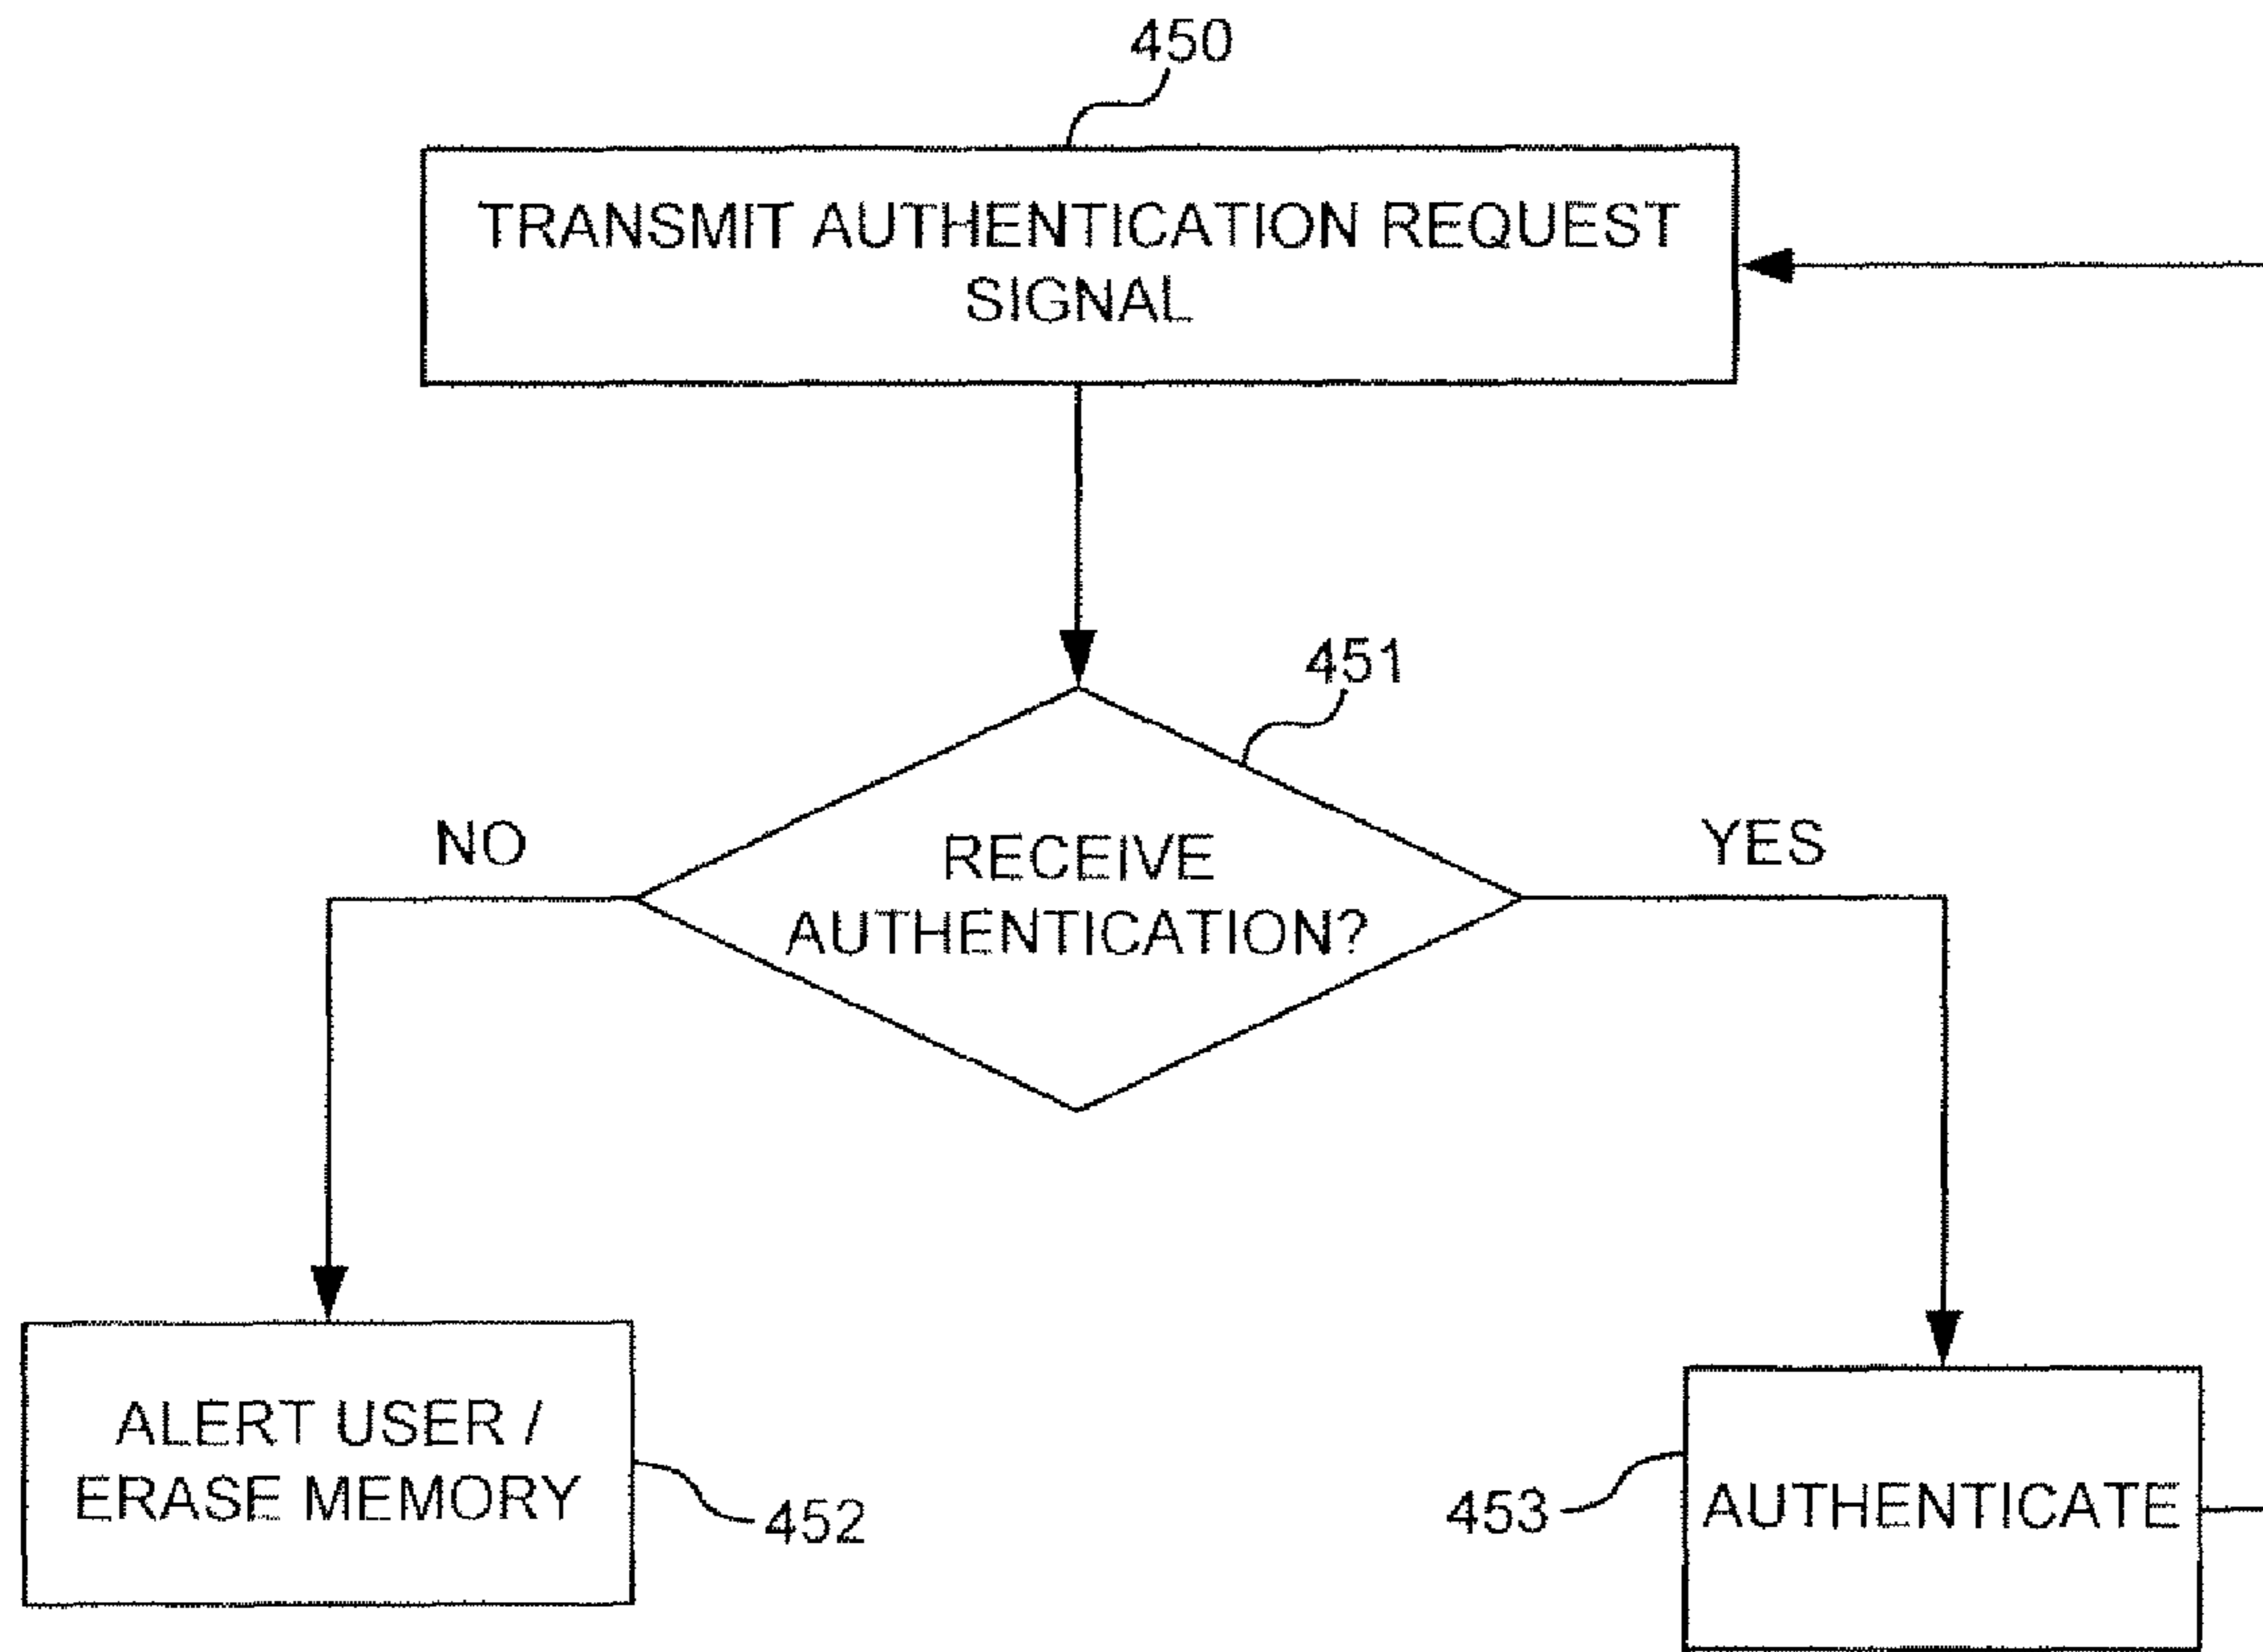 450
TRANSMIT AUTHENTICATION REQUEST
SIGNAL
451
NO
RECEIVE
AUTHENTICATION?
YES
ALERT USER /
ERASE MEMORY
452
453
AUTHENTICATE